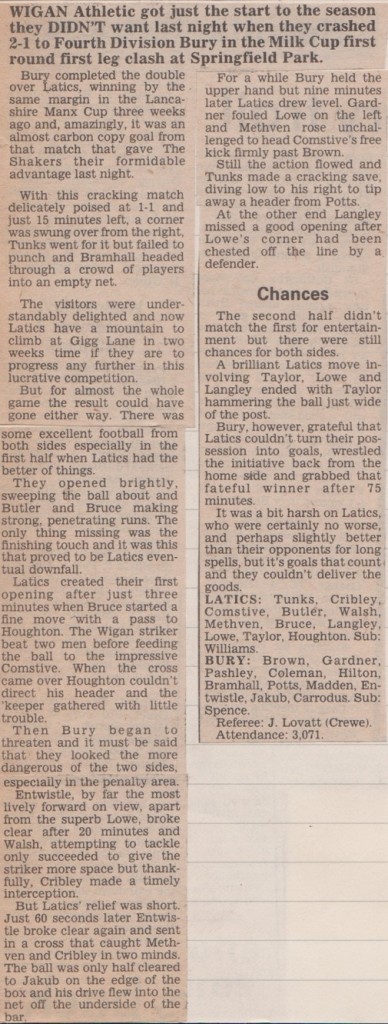 WIGAN Athletic got just the start to the season
they DIDN'T want last night when they crashed
2-1 to Fourth Division Bury in the Milk Cup first
round first leg clash at Springfield Park.
Bury completed the double
over Latics, winning by the
same margin in the Lanca-
shire Manx Cup three weeks
ago and, amazingly, it was an
almost carbon copy goal from
that match that gave The
Shakers their formidable
advantage last night.
With this cracking match
delicately poised at 1-1 and
just 15 minutes left, a corner
was swung over from the right,
Tunks went for it but failed to
punch and Bramhall headed
through a crowd of players
into an empty net.
The visitors were under-
standably delighted and now
Latics have a mountain to
climb at Gigg Lane in two
weeks time if they are to
progress any further in this
lucrative competition.
But for almost the whole
game the result could have
gone either way. There was
some excellent football from
both sides especially in the
first half when Latics had the
better of things.
They opened brightly,
sweeping the ball about and
Butler and Bruce making
strong, penetrating runs. The
only thing missing was the
finishing touch and it was this
that proved to be Latics even-
tual downfall.
Latics created their first
opening after just three
minutes when Bruce started a
fine move with a pass to
Houghton. The Wigan striker
beat two men before feeding
the ball to the impressive
Comstive. When the cross
came over Houghton couldn't
direct his header and the
'keeper gathered with little
trouble.
Then Bury began to
threaten and it must be said
that they looked the more
dangerous of the two sides,
especially in the penalty area.
Entwistle, by far the most
lively forward on view, apart
from the superb Lowe, broke
clear after 20 minutes and
Walsh, attempting to tackle
only succeeded to give the
striker more space but thank-
fully, Cribley made a timely
interception.
But Latics' relief was short.
Just 60 seconds later Entwis-
tle broke clear again and sent
in a cross that caught Meth-
ven and Cribley in two minds.
The ball was only half cleared
to Jakub on the edge of the
box and his drive flew into the
net off the underside of the
bar.
For a while Bury held the
upper hand but nine minutes
later Latics drew level. Gard-
ner fouled Lowe on the left
and Methven rose unchal-
lenged to head Comstive's free
kick firmly past Brown.
Still the action flowed and
Tunks made a cracking save,
diving low to his right to tip
away a header from Potts.
At the other end Langley
missed a good opening after
Lowe's corner had been
chested off the line by a
defender.
Chances
The second half didn't
match the first for entertain-
ment but there were still
chances for both sides.
A brilliant Latics move in-
volving Taylor, Lowe and
Langley ended with Taylor
hammering the ball just wide
of the post.
Bury, however, grateful that
Latics couldn't turn their pos-
session into goals, wrestled
the initiative back from the
home side and grabbed that
fateful winner after 75
minutes.
It was a bit harsh on Latics,
who were certainly no worse,
and perhaps slightly better
than their opponents for long
spells, but it's goals that count
and they couldn't deliver the
goods.
LATICS: Tunks, Cribley,
Comstive, Butler, Walsh,
Methven, Bruce, Langley,
Lowe, Taylor, Houghton. Sub:
Williams.
BURY: Brown, Gardner,
Pashley, Coleman, Hilton,
Bramhall, Potts, Madden, En-
twistle, Jakub, Carrodus. Sub:
Spence.
Referee: J. Lovatt (Crewe).
Attendance: 3,071.